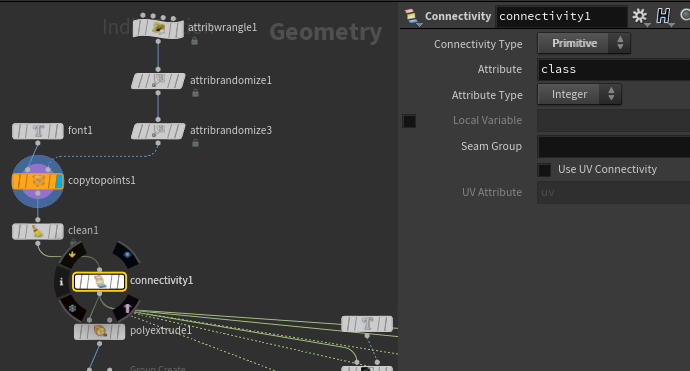 Ind
Geometry
attribwrangle1
attribrandomize1
font1
attribrandomize3
copytopoints1
clean1
connectivity1
polyextrude1
Group Create
Connectivity connectivity1
Connectivity Type Primitive
Attribute class
Attribute Type Integer
Local Variable
Seam Group
Use UV Connectivity
UV Attribute uv